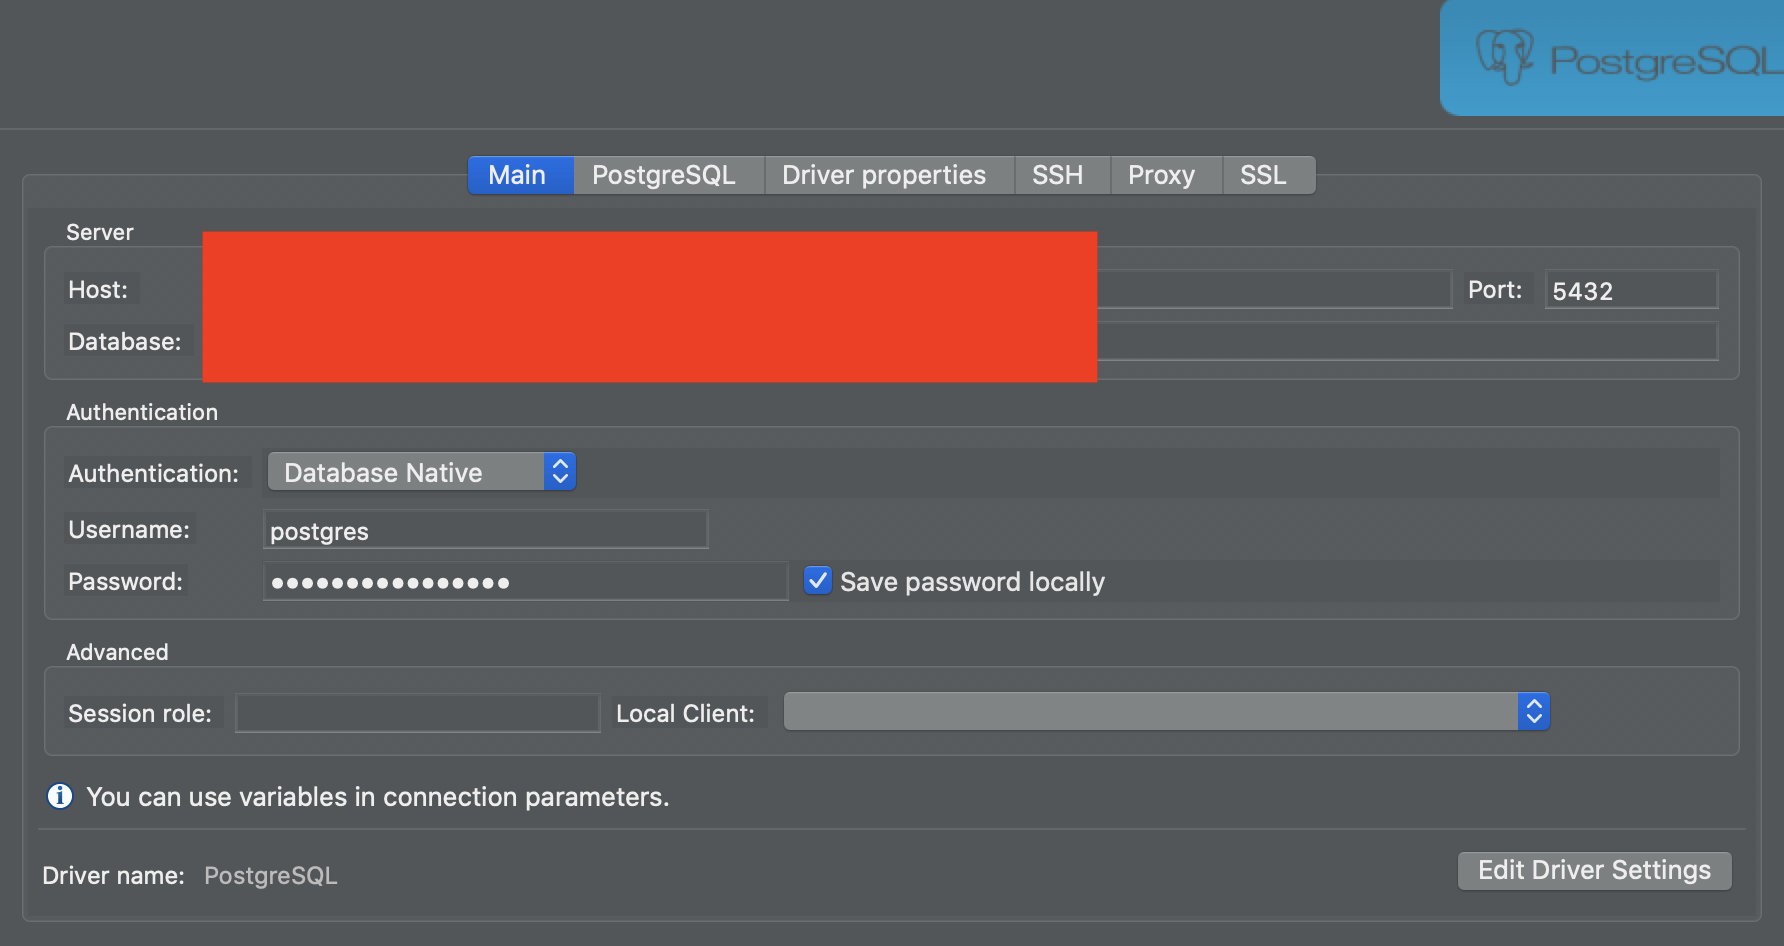 PostgreSQL
Main PostgreSQL Driver properties SSH Proxy SSL
Server
Host: Port: 5432
Database:
Authentication
Authentication: Database Native
Username: postgres
Password: ••••••••••••••••
Save password locally
Advanced
Session role: Local Client:
You can use variables in connection parameters.
Driver name: PostgreSQL Edit Driver Settings